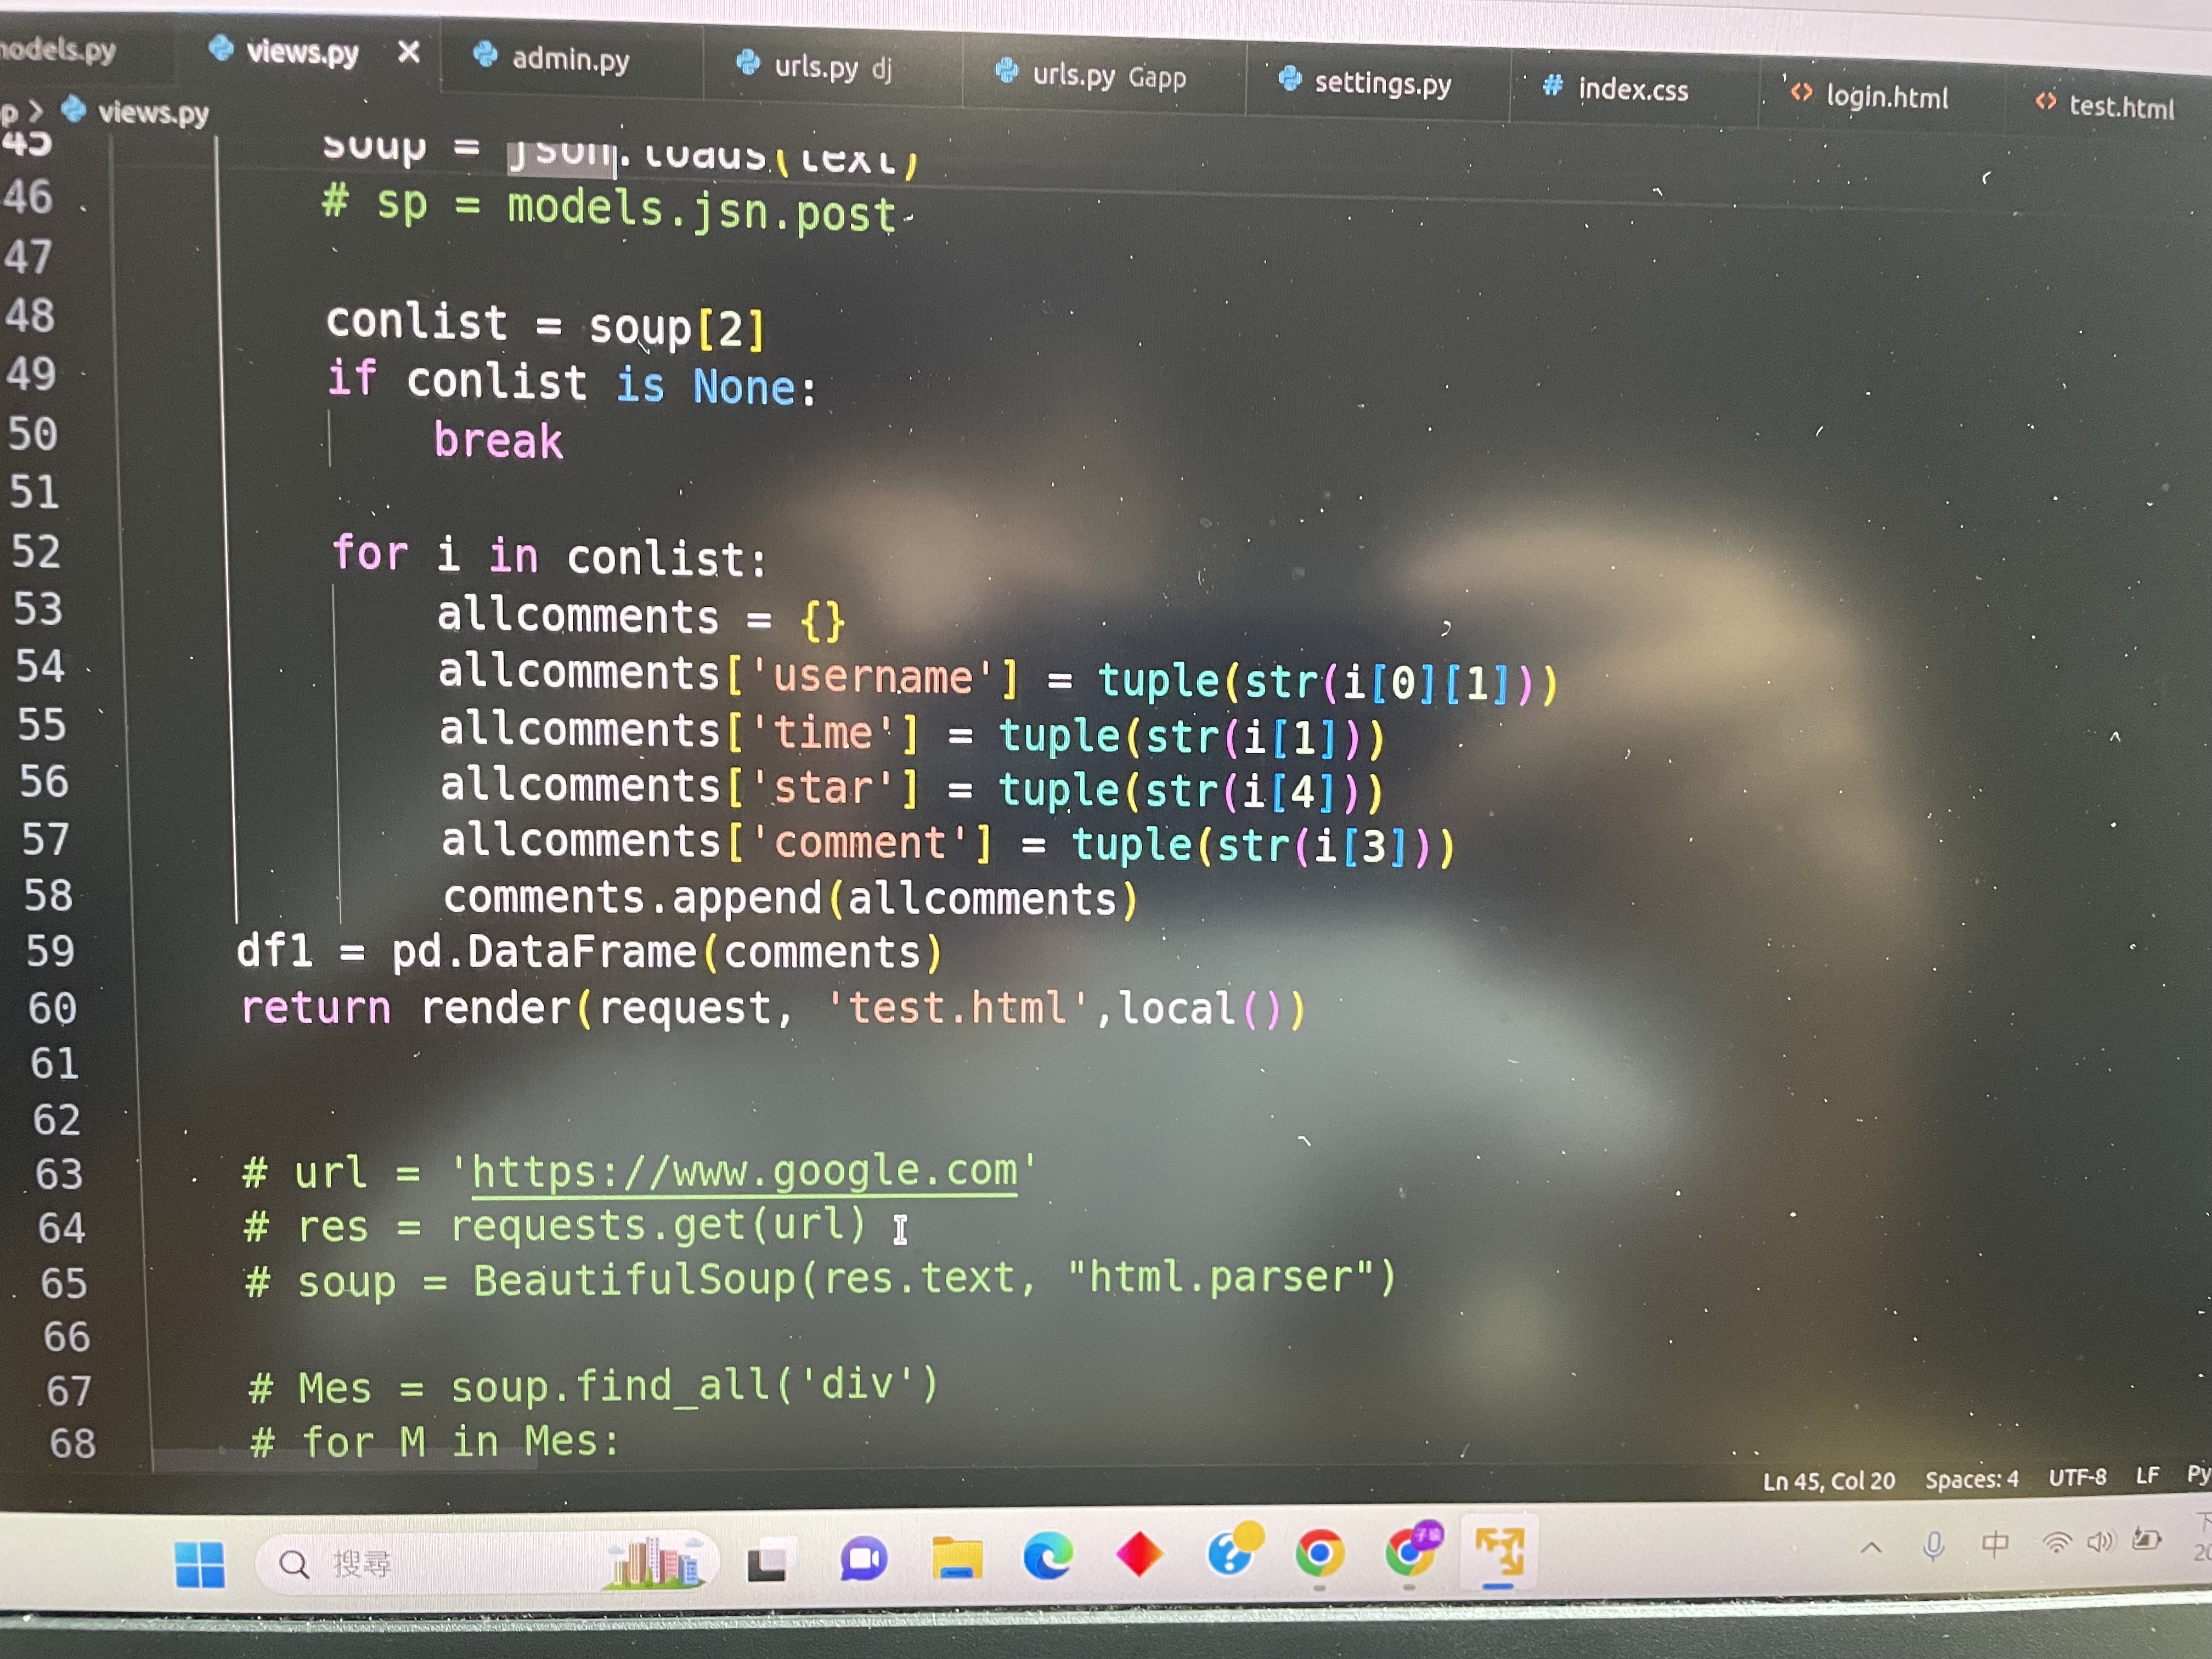 models.py views.py × admin.py urls.py dj urls.py Gapp settings.py # index.css <> login.html <> test.html
p > views.py
45 soup = json.loads(text)
46 # sp = models.jsn.post
47
48 conlist = soup[2]
49 if conlist is None:
50 break
51
52 for i in conlist:
53 allcomments = {}
54 allcomments['username'] = tuple(str(i[0][1]))
55 allcomments['time'] = tuple(str(i[1]))
56 allcomments['star'] = tuple(str(i[4]))
57 allcomments['comment'] = tuple(str(i[3]))
58 comments.append(allcomments)
59 df1 = pd.DataFrame(comments)
60 return render(request, 'test.html',local())
61
62
63 # url = 'https://www.google.com'
64 # res = requests.get(url)
65 # soup = BeautifulSoup(res.text, "html.parser")
66
67 # Mes = soup.find_all('div')
68 # for M in Mes:
Ln 45, Col 20 Spaces: 4 UTF-8 LF Py
搜尋 子瑜 中